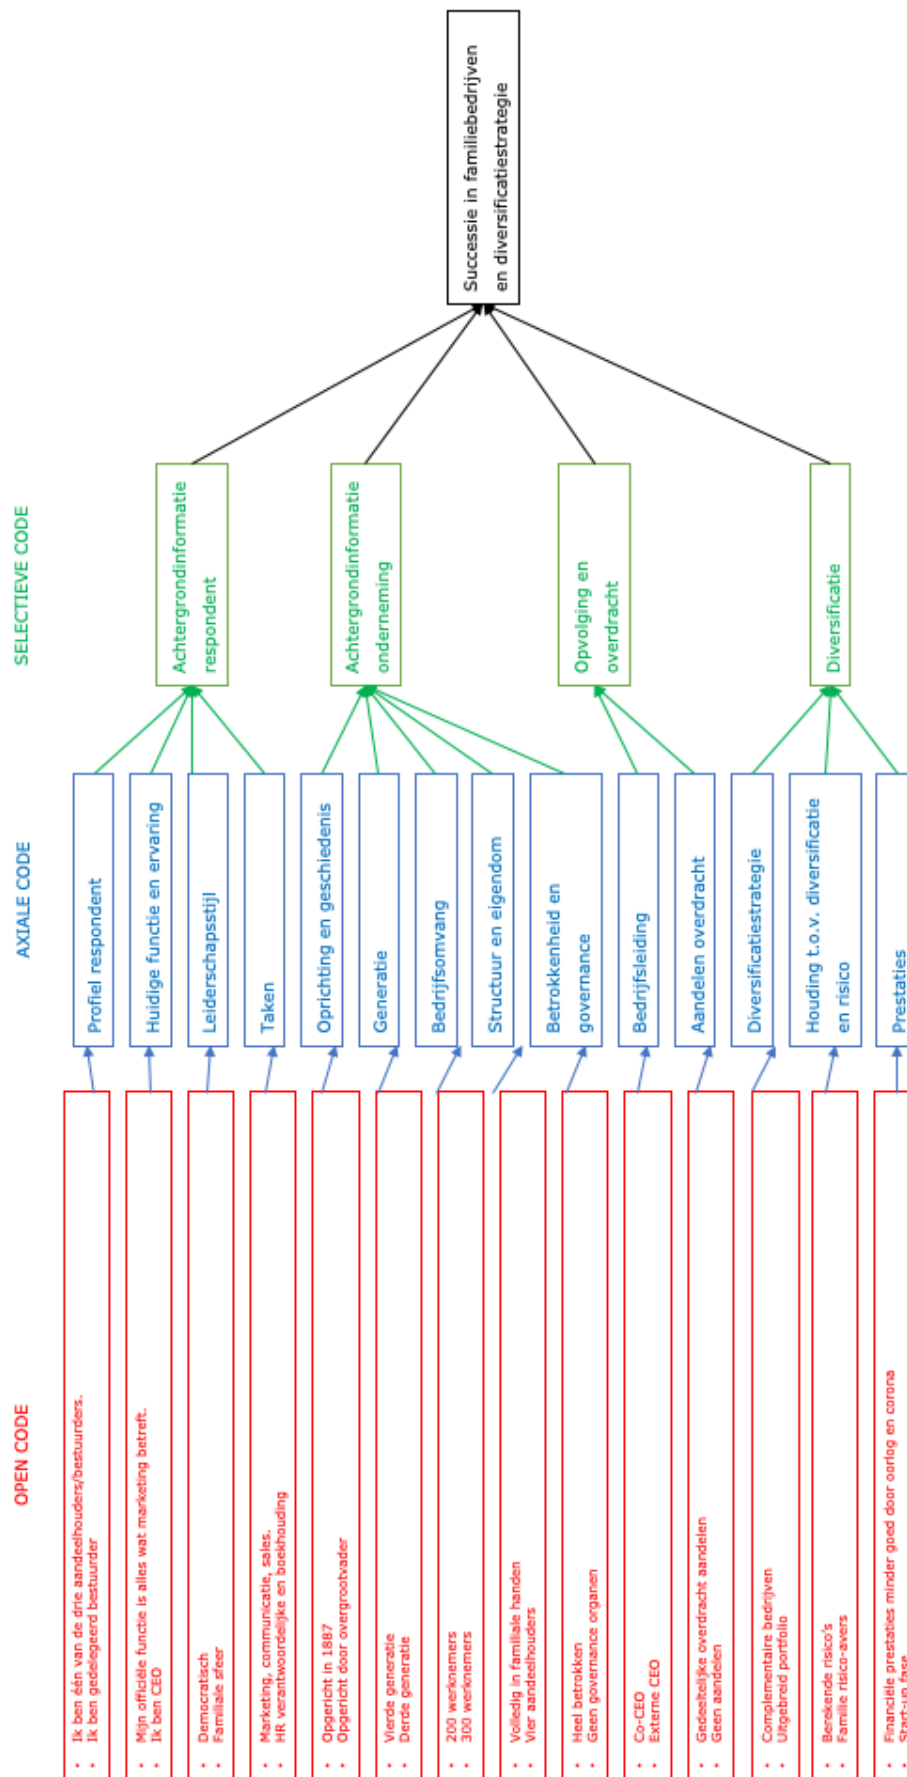 OPEN CODE
AXIALE CODE
SELECTIEVE CODE
• Ik ben één van de drie aandeelhouders/bestuurders.
• Ik ben gedelegeerd bestuurder
• Mijn officiële functie is alles wat marketing betreft.
• Ik ben CEO
• Democratisch
• Familiale sfeer
• Marketing, communicatie, sales.
• HR verantwoordelijke en boekhouding
• Opgericht in 1887
• Opgericht door overgrootvader
• Vierde generatie
• Derde generatie
• 200 werknemers
• 300 werknemers
• Volledig in familiale handen
• Vier aandeelhouders
• Heel betrokken
• Geen governance organen
• Co-CEO
• Externe CEO
• Gedeeltelijke overdracht aandelen
• Geen aandelen
• Complementaire bedrijven
• Uitgebreid portfolio
• Berekende risico's
• Familie risico-avers
• Financiële prestaties minder goed door oorlog en corona
• Start-up fase
Profiel respondent
Huidige functie en ervaring
Leiderschapsstijl
Taken
Oprichting en geschiedenis
Generatie
Bedrijfsomvang
Structuur en eigendom
Betrokkenheid en
governance
Bedrijfsleiding
Aandelen overdracht
Diversificatiestrategie
Houding t.o.v. diversificatie
en risico
Prestaties
Achtergrondinformatie
respondent
Achtergrondinformatie
onderneming
Opvolging en
overdracht
Diversificatie
Successie in familiebedrijven
en diversificatiestrategie